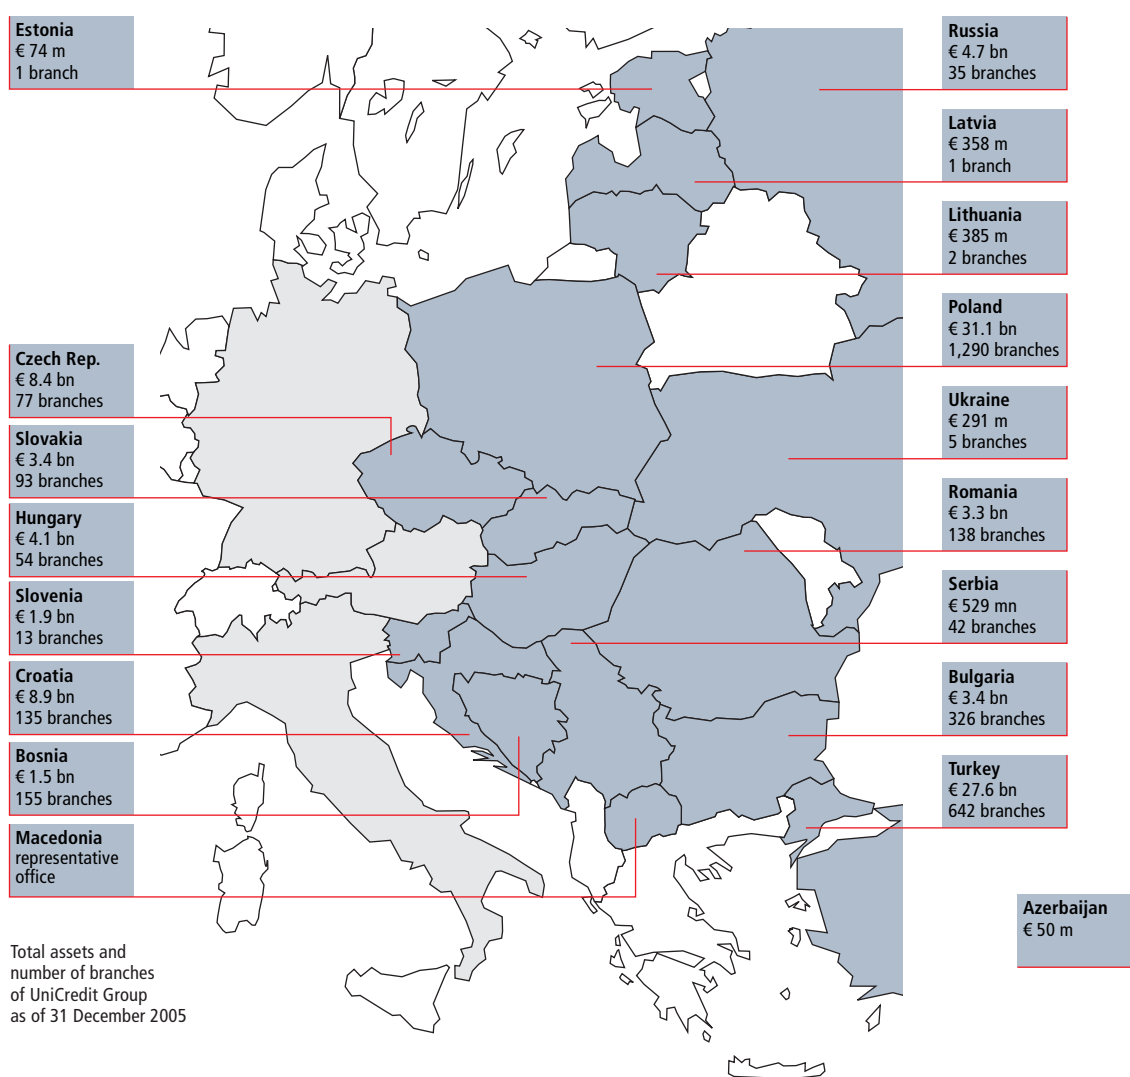 Estonia
€ 74 m
1 branch
Czech Rep.
€ 8.4 bn
77 branches
Slovakia
€ 3.4 bn
93 branches
Hungary
€ 4.1 bn
54 branches
Slovenia
€ 1.9 bn
13 branches
Croatia
€ 8.9 bn
135 branches
Bosnia
€ 1.5 bn
155 branches
Macedonia
representative
office
Total assets and
number of branches
of UniCredit Group
as of 31 December 2005
Russia
€ 4.7 bn
35 branches
Latvia
€ 358 m
1 branch
Lithuania
€ 385 m
2 branches
Poland
€ 31.1 bn
1,290 branches
Ukraine
€ 291 m
5 branches
Romania
€ 3.3 bn
138 branches
Serbia
€ 529 mn
42 branches
Bulgaria
€ 3.4 bn
326 branches
Turkey
€ 27.6 bn
642 branches
Azerbaijan
€ 50 m